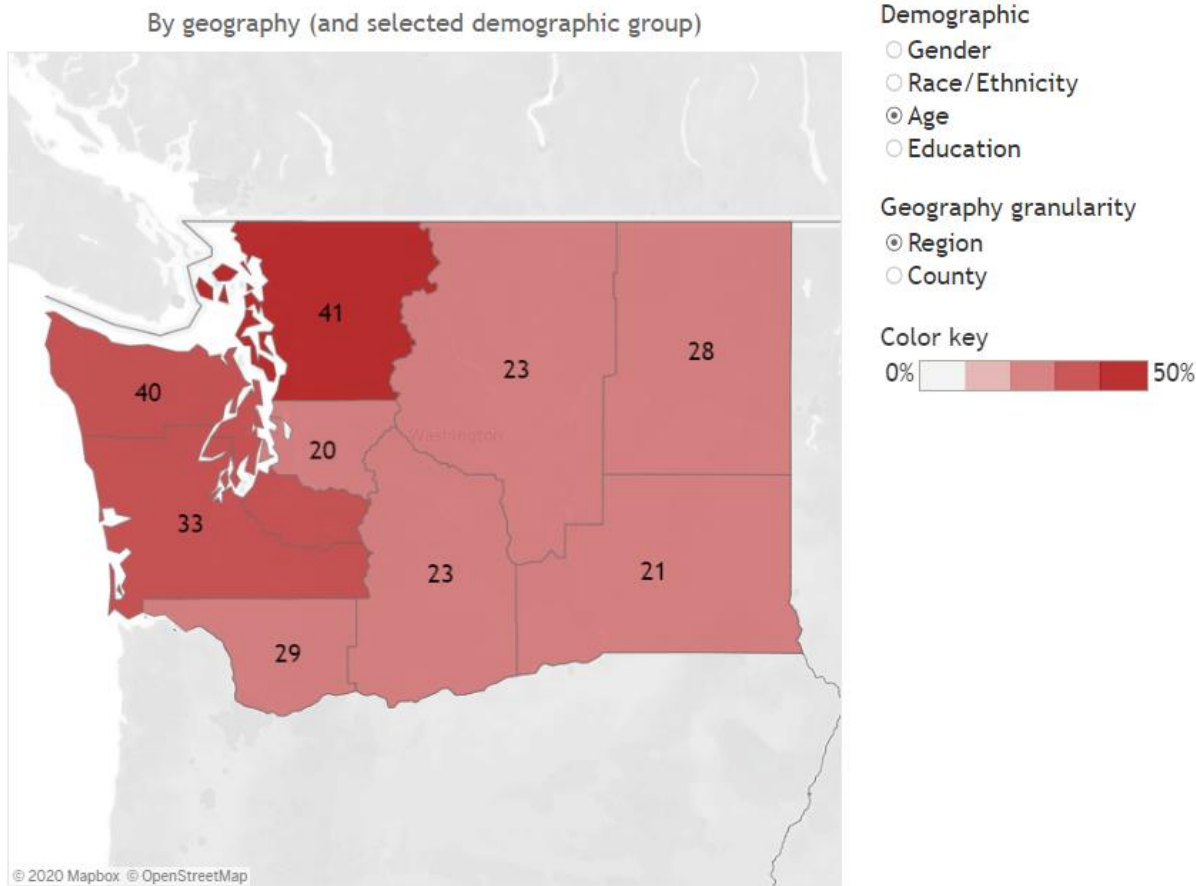 By geography (and selected demographic group)
41
23
28
40
20
Washington
33
23
21
29
© 2020 Mapbox © OpenStreetMap
Demographic
Gender
Race/Ethnicity
Age
Education
Geography granularity
Region
County
Color key
0% 50%